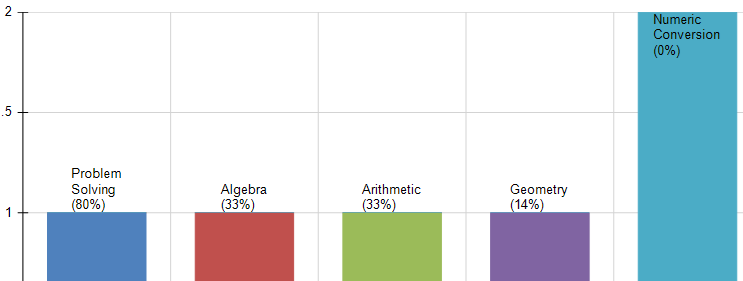 2
Numeric
Conversion
(0%)
.5
Problem
Solving
(80%)
Algebra
(33%)
Arithmetic
(33%)
Geometry
(14%)
1